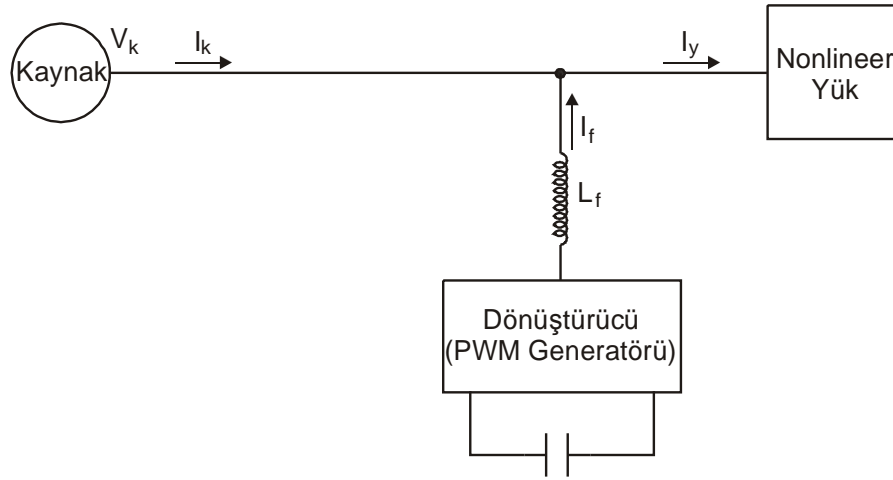 V_k
I_k
I_y
Kaynak
Nonlineer
Yük
I_f
L_f
Dönüştürücü
(PWM Generatörü)